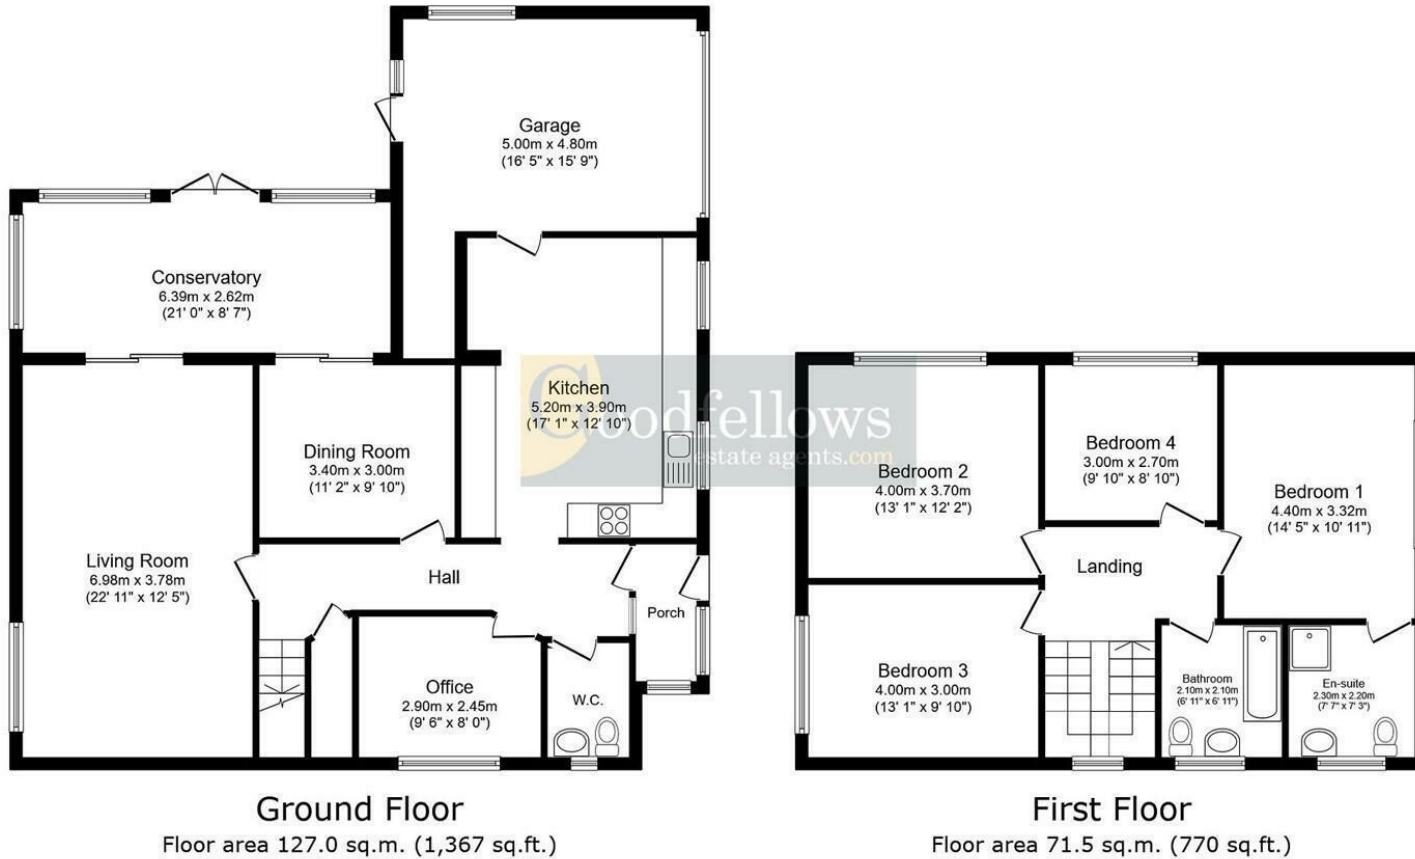 Garage
5.00m x 4.80m
(16' 5" x 15' 9")
Conservatory
6.39m x 2.62m
(21' 0" x 8' 7")
Kitchen
5.20m x 3.90m
(17' 1" x 12' 10")
Goodfellows
estate agents.com
Dining Room
3.40m x 3.00m
(11' 2" x 9' 10")
Living Room
6.98m x 3.78m
(22' 11" x 12' 5")
Hall
Porch
Office
2.90m x 2.45m
(9' 6" x 8' 0")
W.C.
Ground Floor
Floor area 127.0 sq.m. (1,367 sq.ft.)
Bedroom 2
4.00m x 3.70m
(13' 1" x 12' 2")
Bedroom 4
3.00m x 2.70m
(9' 10" x 8' 10")
Bedroom 1
4.40m x 3.32m
(14' 5" x 10' 11")
Landing
Bedroom 3
4.00m x 3.00m
(13' 1" x 9' 10")
Bathroom
2.10m x 2.10m
(6' 11" x 6' 11")
En-suite
2.30m x 2.20m
(7' 7" x 7' 3")
First Floor
Floor area 71.5 sq.m. (770 sq.ft.)